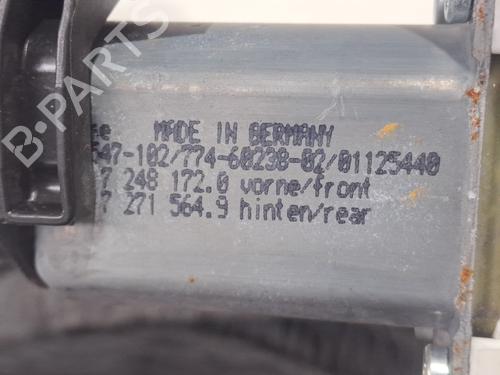 MADE IN GERMANY
547-102/774-60238-02/01125440
7 248 172.0 vorne/front
7 271 564.9 hinten/rear
B-PARTS